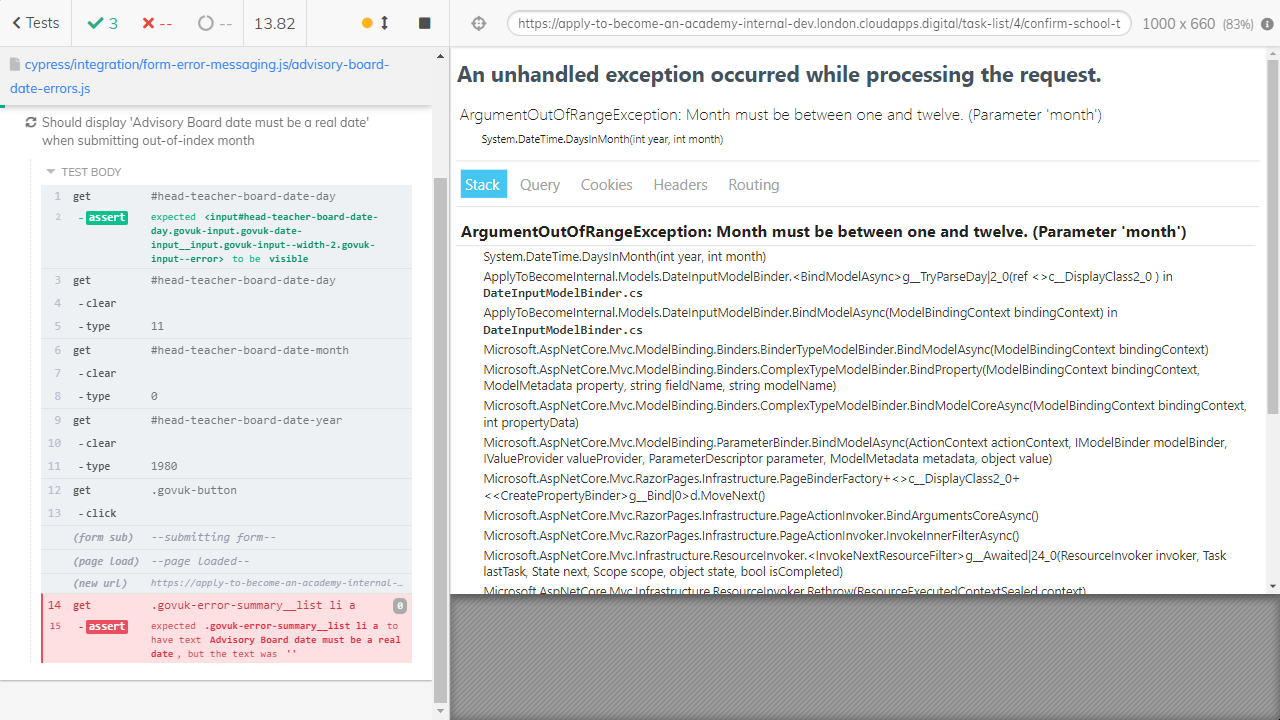 Tests
3
--
--
13.82
https://apply-to-become-an-academy-internal-dev.london.cloudapps.digital/task-list/4/confirm-school-t
1000 x 660 (83%)
cypress/integration/form-error-messaging.js/advisory-board-
date-errors.js
Should display 'Advisory Board date must be a real date'
when submitting out-of-index month
TEST BODY
1 get #head-teacher-board-date-day
2 - assert expected <input#head-teacher-board-date-
day.govuk-input.govuk-date-
input__input.govuk-input--width-2.govuk-
input--error> to be visible
3 get #head-teacher-board-date-day
4 - clear
5 - type 11
6 get #head-teacher-board-date-month
7 - clear
8 - type 0
9 get #head-teacher-board-date-year
10 - clear
11 - type 1980
12 get .govuk-button
13 - click
(form sub) --submitting form--
(page load) --page loaded--
(new url) https://apply-to-become-an-academy-internal-…
14 get .govuk-error-summary__list li a 0
15 - assert expected .govuk-error-summary__list li a to
have text Advisory Board date must be a real
date, but the text was ''
An unhandled exception occurred while processing the request.
ArgumentOutOfRangeException: Month must be between one and twelve. (Parameter 'month')
System.DateTime.DaysInMonth(int year, int month)
Stack Query Cookies Headers Routing
ArgumentOutOfRangeException: Month must be between one and twelve. (Parameter 'month')
System.DateTime.DaysInMonth(int year, int month)
ApplyToBecomeInternal.Models.DateInputModelBinder.<BindModelAsync>g__TryParseDay|2_0(ref <>c__DisplayClass2_0 ) in
DateInputModelBinder.cs
ApplyToBecomeInternal.Models.DateInputModelBinder.BindModelAsync(ModelBindingContext bindingContext) in
DateInputModelBinder.cs
Microsoft.AspNetCore.Mvc.ModelBinding.Binders.BinderTypeModelBinder.BindModelAsync(ModelBindingContext bindingContext)
Microsoft.AspNetCore.Mvc.ModelBinding.Binders.ComplexTypeModelBinder.BindProperty(ModelBindingContext bindingContext,
ModelMetadata property, string fieldName, string modelName)
Microsoft.AspNetCore.Mvc.ModelBinding.Binders.ComplexTypeModelBinder.BindModelCoreAsync(ModelBindingContext bindingContext,
int propertyData)
Microsoft.AspNetCore.Mvc.ModelBinding.ParameterBinder.BindModelAsync(ActionContext actionContext, IModelBinder modelBinder,
IValueProvider valueProvider, ParameterDescriptor parameter, ModelMetadata metadata, object value)
Microsoft.AspNetCore.Mvc.RazorPages.Infrastructure.PageBinderFactory+<>c__DisplayClass2_0+
<<CreatePropertyBinder>g__Bind|0>d.MoveNext()
Microsoft.AspNetCore.Mvc.RazorPages.Infrastructure.PageActionInvoker.BindArgumentsCoreAsync()
Microsoft.AspNetCore.Mvc.RazorPages.Infrastructure.PageActionInvoker.InvokeInnerFilterAsync()
Microsoft.AspNetCore.Mvc.Infrastructure.ResourceInvoker.<InvokeNextResourceFilter>g__Awaited|24_0(ResourceInvoker invoker, Task
lastTask, State next, Scope scope, object state, bool isCompleted)
Microsoft.AspNetCore.Mvc.Infrastructure.ResourceInvoker.Rethrow(ResourceExecutedContextSealed context)